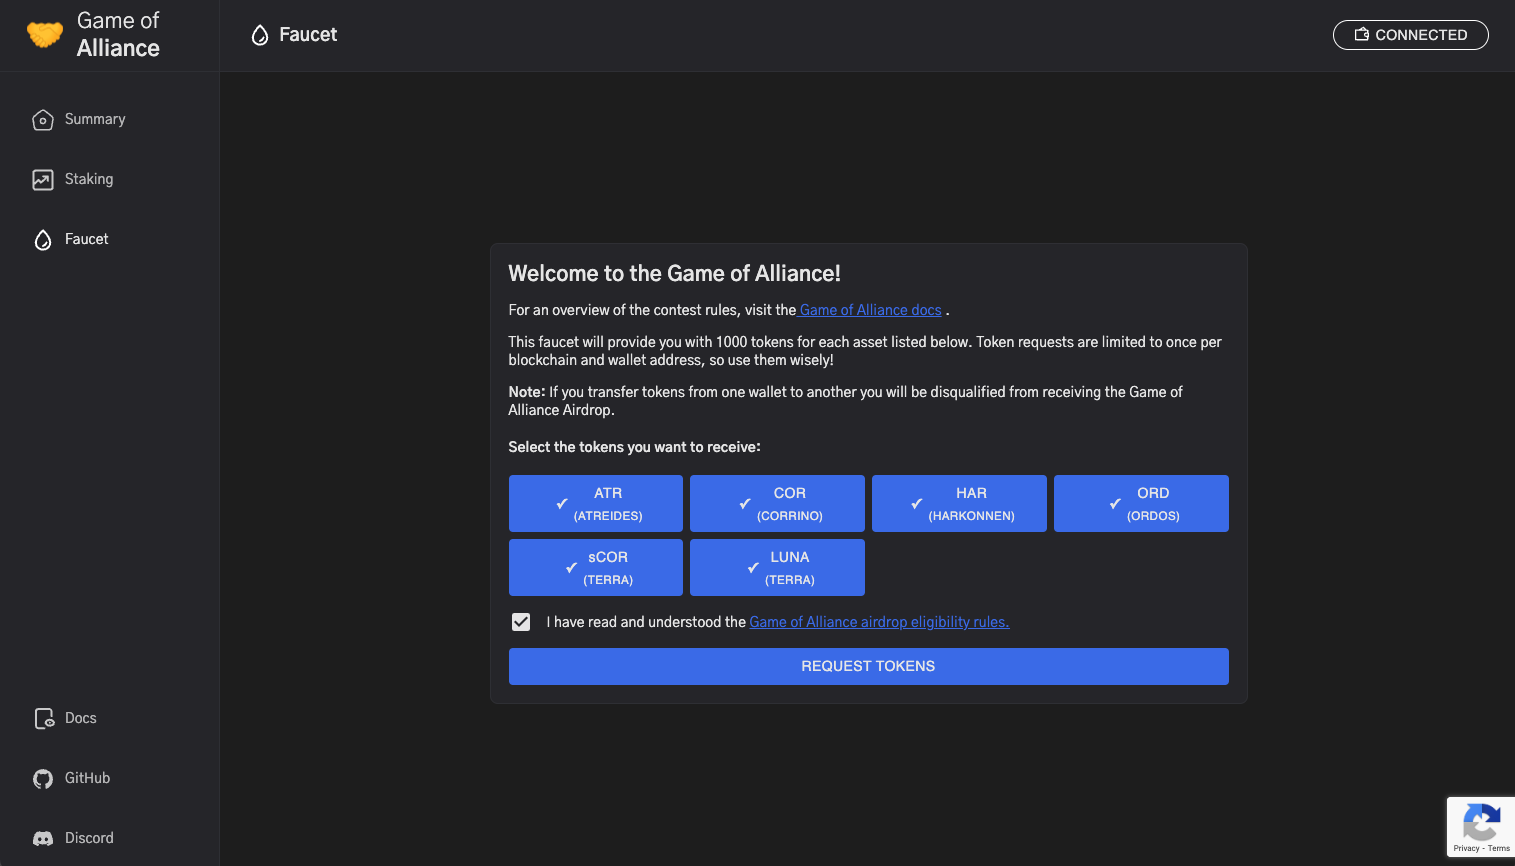 Game of
Alliance
Faucet
CONNECTED
Summary
Staking
Faucet
Welcome to the Game of Alliance!
For an overview of the contest rules, visit the Game of Alliance docs .
This faucet will provide you with 1000 tokens for each asset listed below. Token requests are limited to once per
blockchain and wallet address, so use them wisely!
Note: If you transfer tokens from one wallet to another you will be disqualified from receiving the Game of
Alliance Airdrop.
Select the tokens you want to receive:
✓ ATR
(ATREIDES)
✓ COR
(CORRINO)
✓ HAR
(HARKONNEN)
✓ ORD
(ORDOS)
✓ sCOR
(TERRA)
✓ LUNA
(TERRA)
I have read and understood the Game of Alliance airdrop eligibility rules.
REQUEST TOKENS
Docs
GitHub
Discord
Privacy - Terms